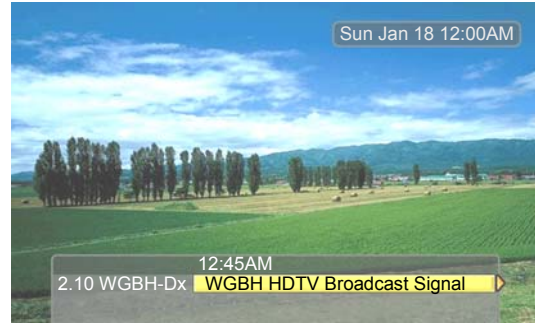 Sun Jan 18 12:00AM
12:45AM
2.10 WGBH-Dx WGBH HDTV Broadcast Signal